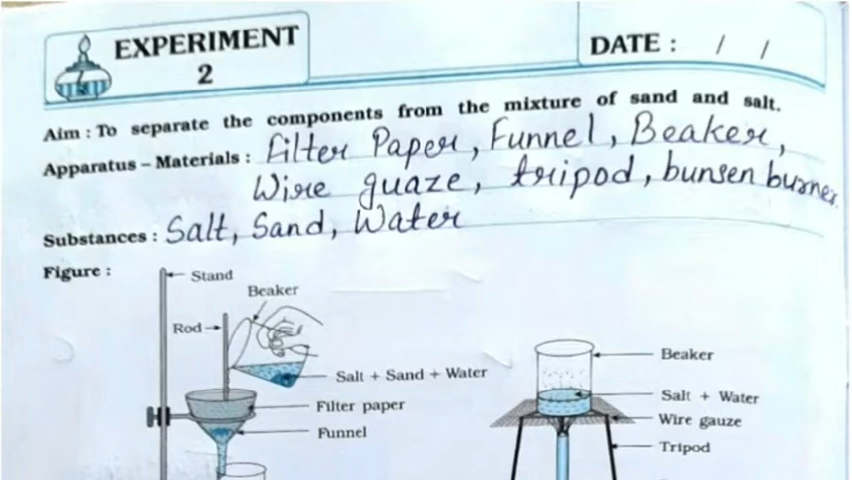 EXPERIMENT
2
DATE : / /
Aim : To separate the components from the mixture of sand and salt.
Apparatus – Materials : Filter Paper, Funnel, Beaker,
Wire guaze, tripod, bunsen burner
Substances : Salt, Sand, Water
Figure :
Stand
Beaker
Rod
Salt + Sand + Water
Filter paper
Funnel
Beaker
Salt + Water
Wire gauze
Tripod